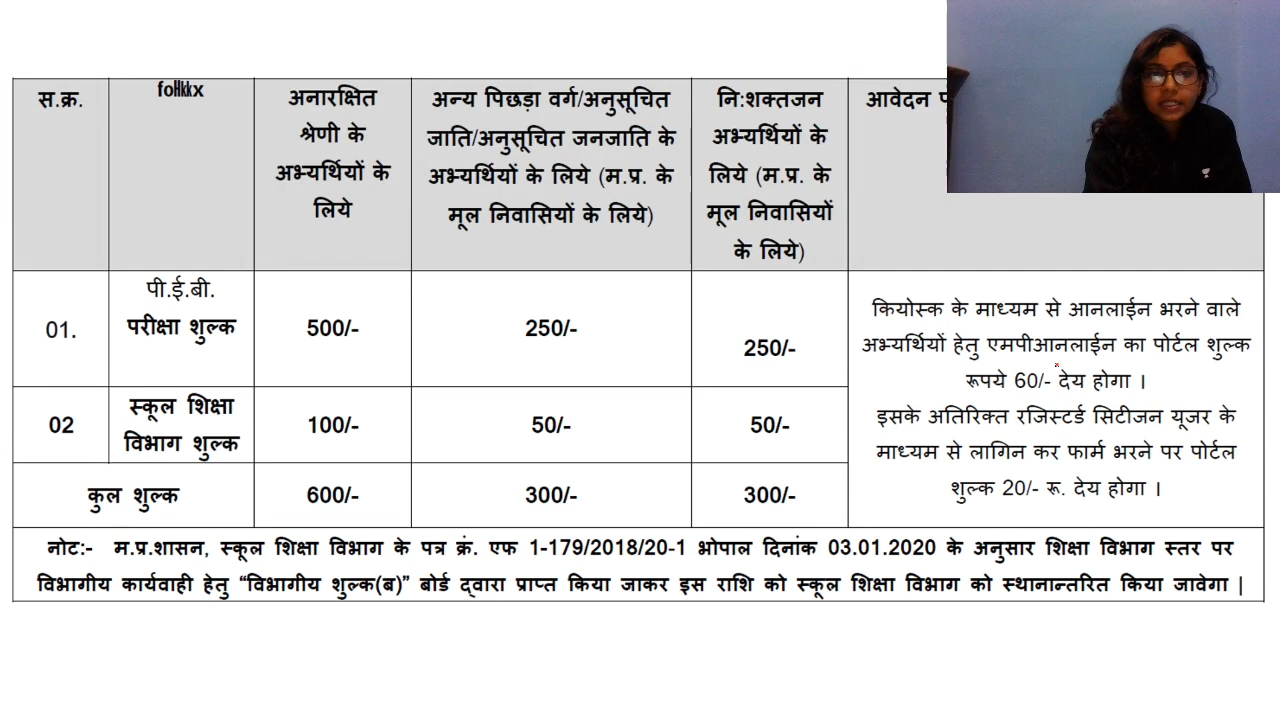 स.क्र.
foHkkx
अनारक्षित
श्रेणी के
अभ्यर्थियों के
लिये
अन्य पिछड़ा वर्ग/अनुसूचित
जाति/अनुसूचित जनजाति के
अभ्यर्थियों के लिये (म.प्र. के
मूल निवासियों के लिये)
नि:शक्तजन
अभ्यर्थियों के
लिये (म.प्र. के
मूल निवासियों
के लिये)
आवेदन
01.
पी.ई.बी.
परीक्षा शुल्क
500/-
250/-
250/-
कियोस्क के माध्यम से आनलाईन भरने वाले
अभ्यर्थियों हेतु एमपीआनलाईन का पोर्टल शुल्क
रूपये 60/- देय होगा ।
इसके अतिरिक्त रजिस्टर्ड सिटीजन यूजर के
माध्यम से लागिन कर फार्म भरने पर पोर्टल
शुल्क 20/- रू. देय होगा ।
02
स्कूल शिक्षा
विभाग शुल्क
100/-
50/-
50/-
कुल शुल्क
600/-
300/-
300/-
नोट:- म.प्र.शासन, स्कूल शिक्षा विभाग के पत्र क्रं. एफ 1-179/2018/20-1 भोपाल दिनांक 03.01.2020 के अनुसार शिक्षा विभाग स्तर पर
विभागीय कार्यवाही हेतु “विभागीय शुल्क(ब)” बोर्ड द्वारा प्राप्त किया जाकर इस राशि को स्कूल शिक्षा विभाग को स्थानान्तरित किया जावेगा |